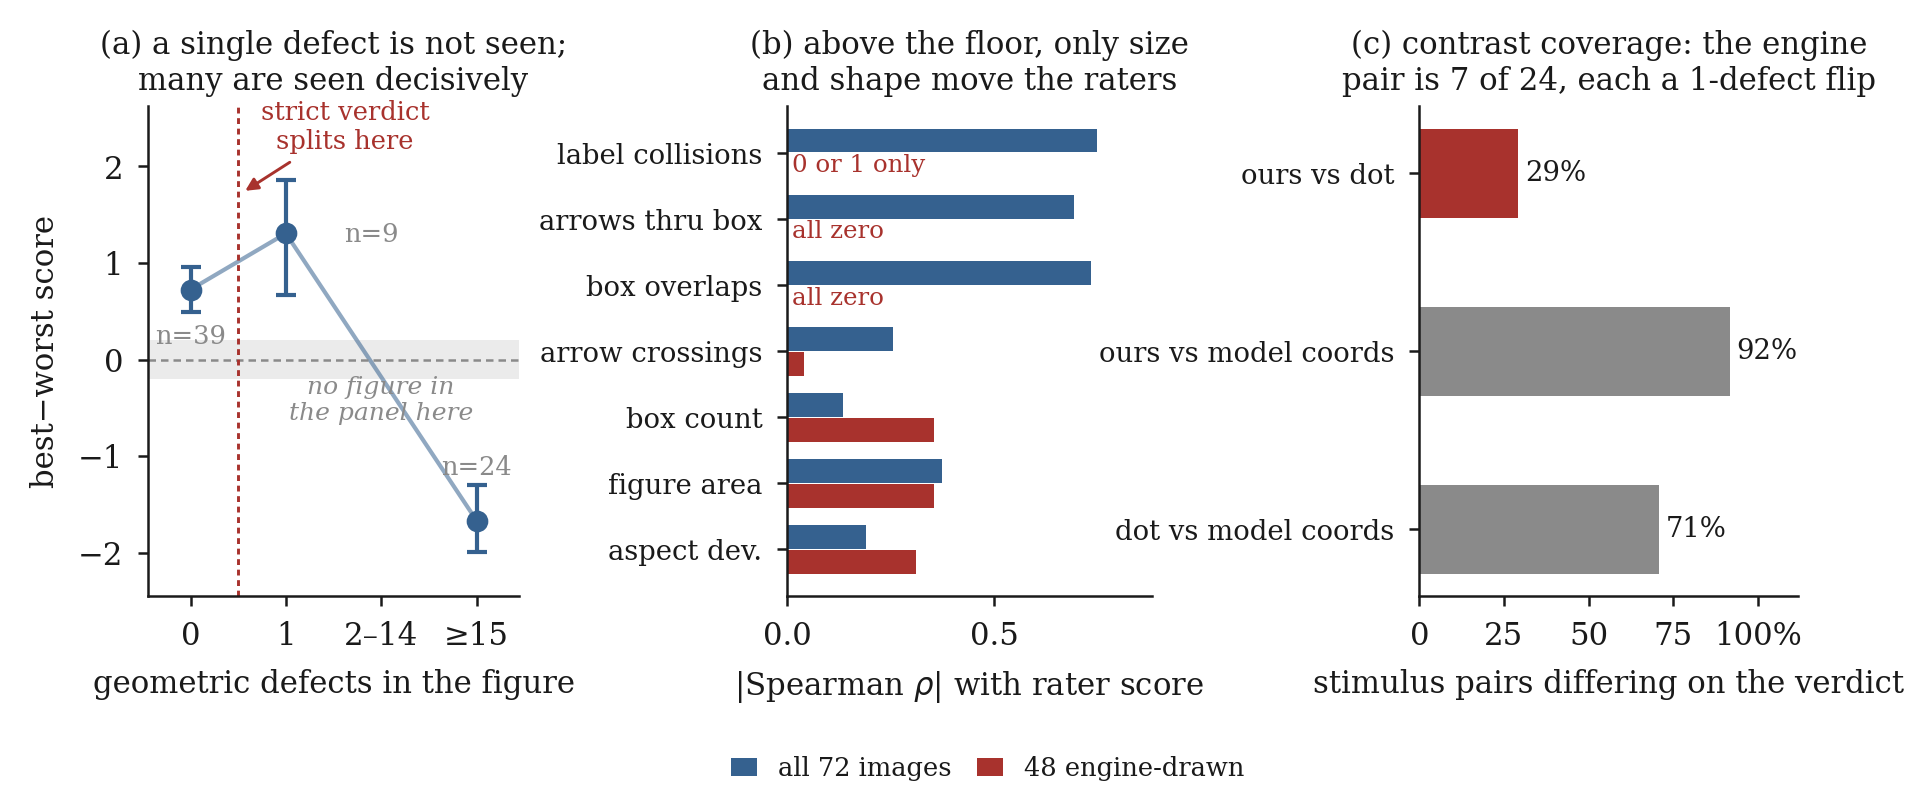 (a) a single defect is not seen;
many are seen decisively
strict verdict
splits here
2
1
0
−1
−2
best−worst score
n=9
n=39
no figure in
the panel here
n=24
0
1
2–14
≥15
geometric defects in the figure
(b) above the floor, only size
and shape move the raters
label collisions
0 or 1 only
arrows thru box
all zero
box overlaps
all zero
arrow crossings
box count
figure area
aspect dev.
0.0
0.5
|Spearman ρ| with rater score
(c) contrast coverage: the engine
pair is 7 of 24, each a 1-defect flip
ours vs dot
29%
ours vs model coords
92%
dot vs model coords
71%
0
25
50
75
100%
stimulus pairs differing on the verdict
all 72 images
48 engine-drawn